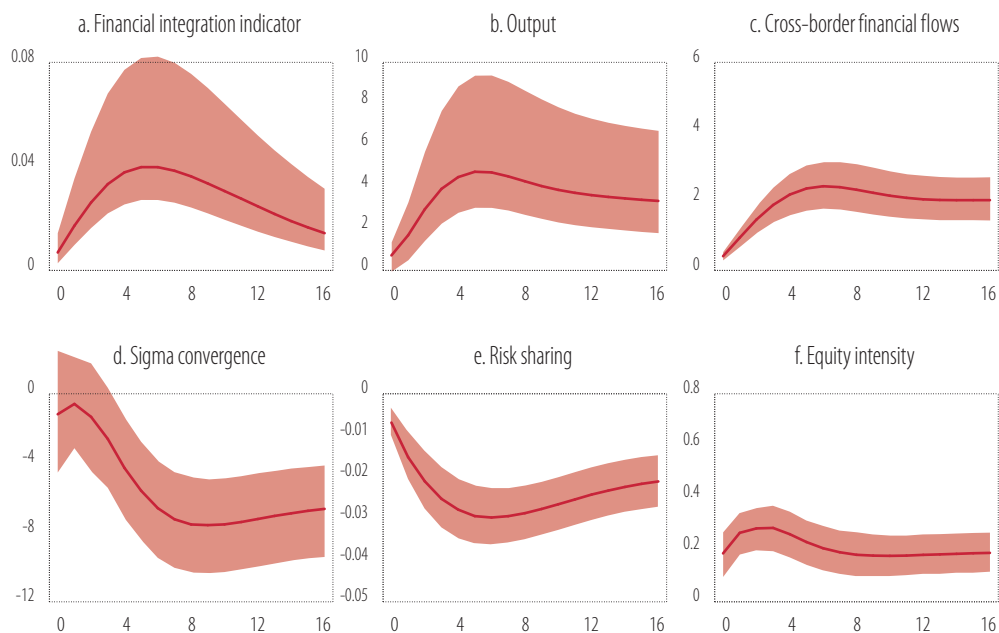 a. Financial integration indicator
b. Output
c. Cross-border financial flows
0.08
0.04
0
0 4 8 12 16
10
8
6
4
2
0
0 4 8 12 16
6
4
2
0
0 4 8 12 16
d. Sigma convergence
e. Risk sharing
f. Equity intensity
0
-4
-8
-12
0 4 8 12 16
0
-0.01
-0.02
-0.03
-0.04
-0.05
0 4 8 12 16
0.8
0.6
0.4
0.2
0
0 4 8 12 16